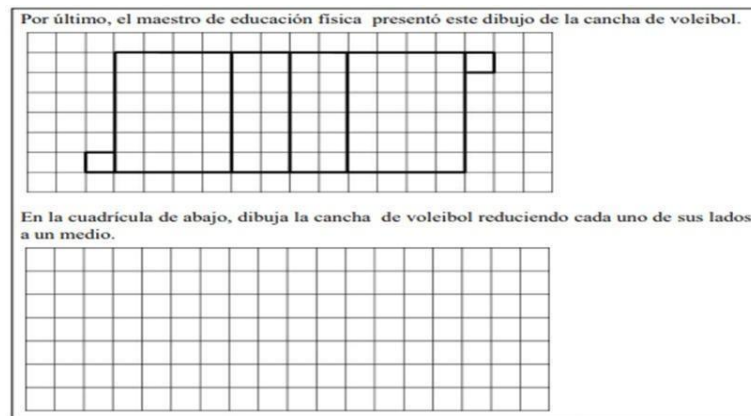 Por último, el maestro de educación física presentó este dibujo de la cancha de voleibol.
En la cuadrícula de abajo, dibuja la cancha de voleibol reduciendo cada uno de sus lados
a un medio.